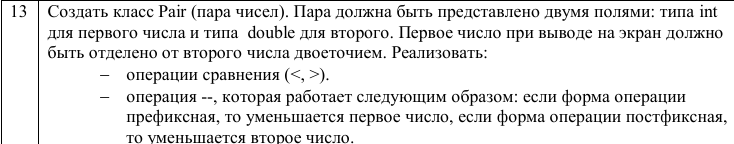 13 Создать класс Pair (пара чисел). Пара должна быть представлено двумя полями: типа int
для первого числа и типа double для второго. Первое число при выводе на экран должно
быть отделено от второго числа двоеточием. Реализовать:
– операции сравнения (<, >).
– операция --, которая работает следующим образом: если форма операции
префиксная, то уменьшается первое число, если форма операции постфиксная,
то уменьшается второе число.